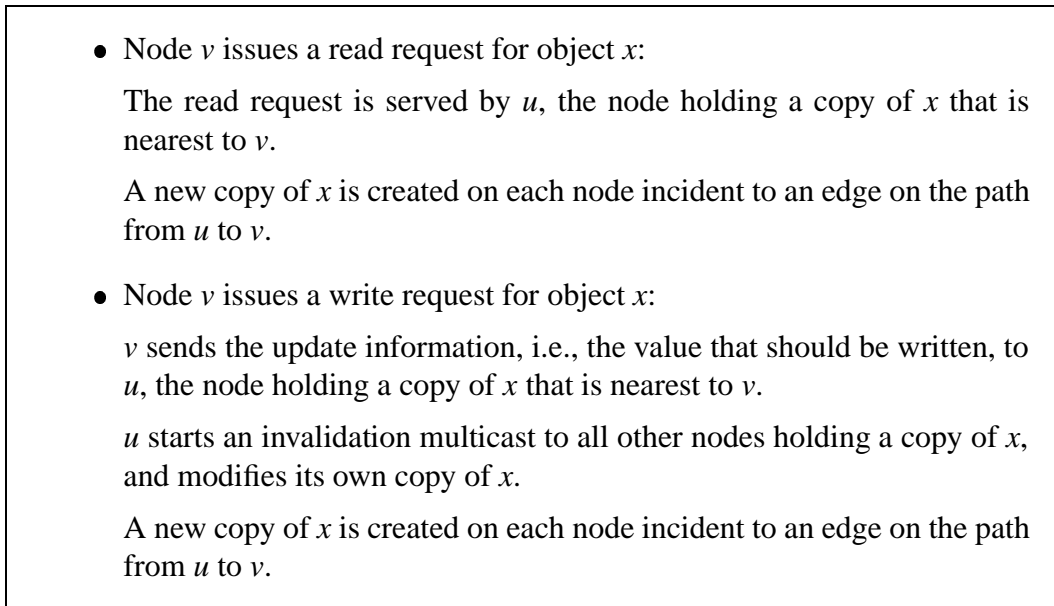 • Node v issues a read request for object x:
The read request is served by u, the node holding a copy of x that is
nearest to v.
A new copy of x is created on each node incident to an edge on the path
from u to v.
• Node v issues a write request for object x:
v sends the update information, i.e., the value that should be written, to
u, the node holding a copy of x that is nearest to v.
u starts an invalidation multicast to all other nodes holding a copy of x,
and modifies its own copy of x.
A new copy of x is created on each node incident to an edge on the path
from u to v.